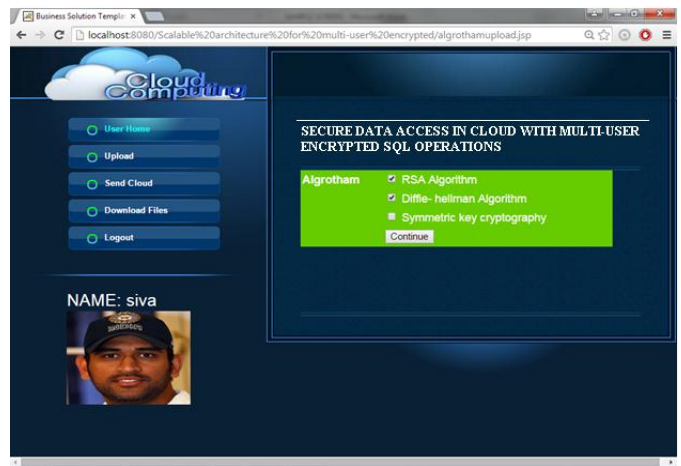 Business Solution Templa
localhost:8080/Scalable%20architecture%20for%20multi-user%20encrypted/algrothamupload.jsp
Cloud
Computing
User Home
Upload
Send Cloud
Download Files
Logout
NAME: siva
SECURE DATA ACCESS IN CLOUD WITH MULTI-USER
ENCRYPTED SQL OPERATIONS
Algrotham
RSA Algorithm
Diffie- hellman Algorithm
Symmetric key cryptography
Continue